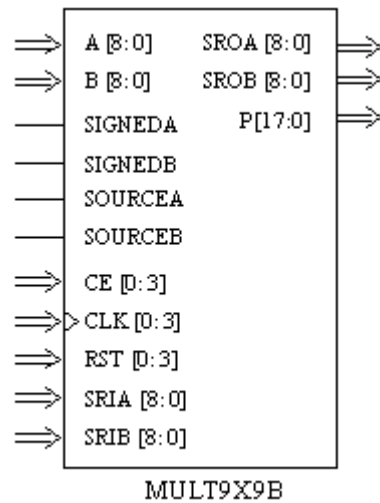 A [8:0] SROA [8:0]
B [8:0] SROB [8:0]
SIGNEDA P[17:0]
SIGNEDB
SOURCEA
SOURCEB
CE [0:3]
CLK [0:3]
RST [0:3]
SRIA [8:0]
SRIB [8:0]
MULT9X9B